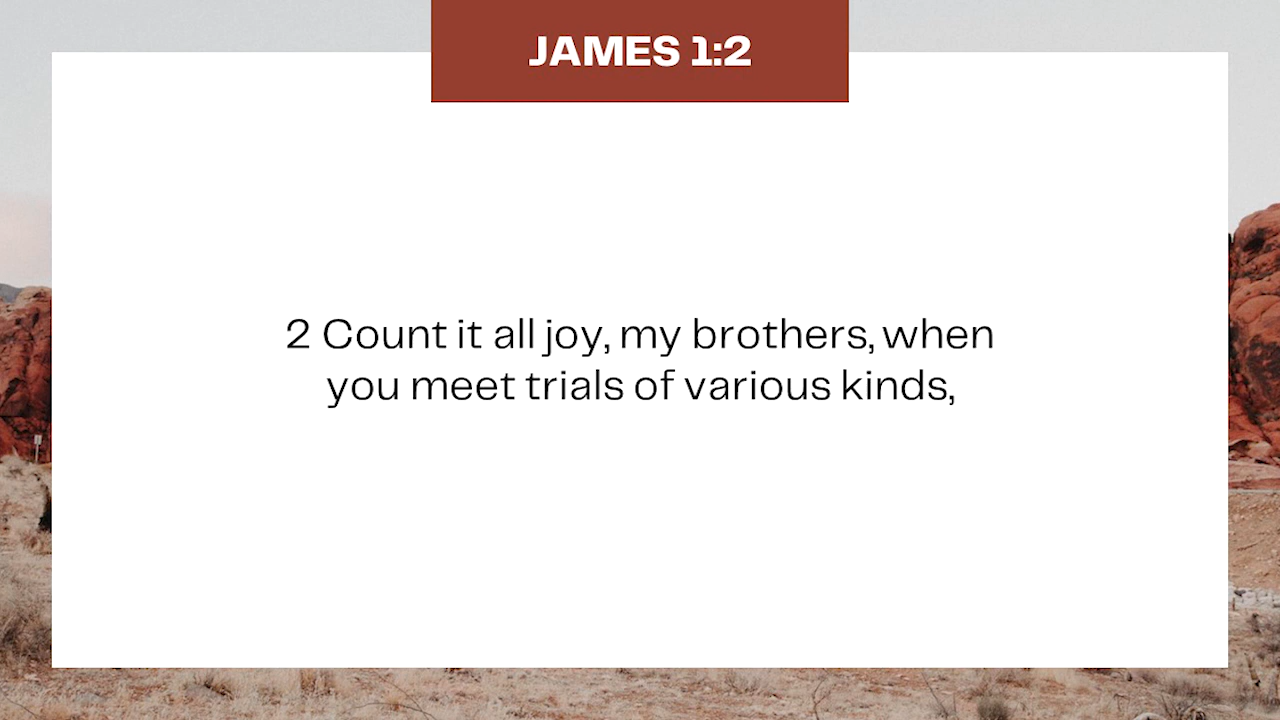 JAMES 1:2
2 Count it all joy, my brothers, when
you meet trials of various kinds,